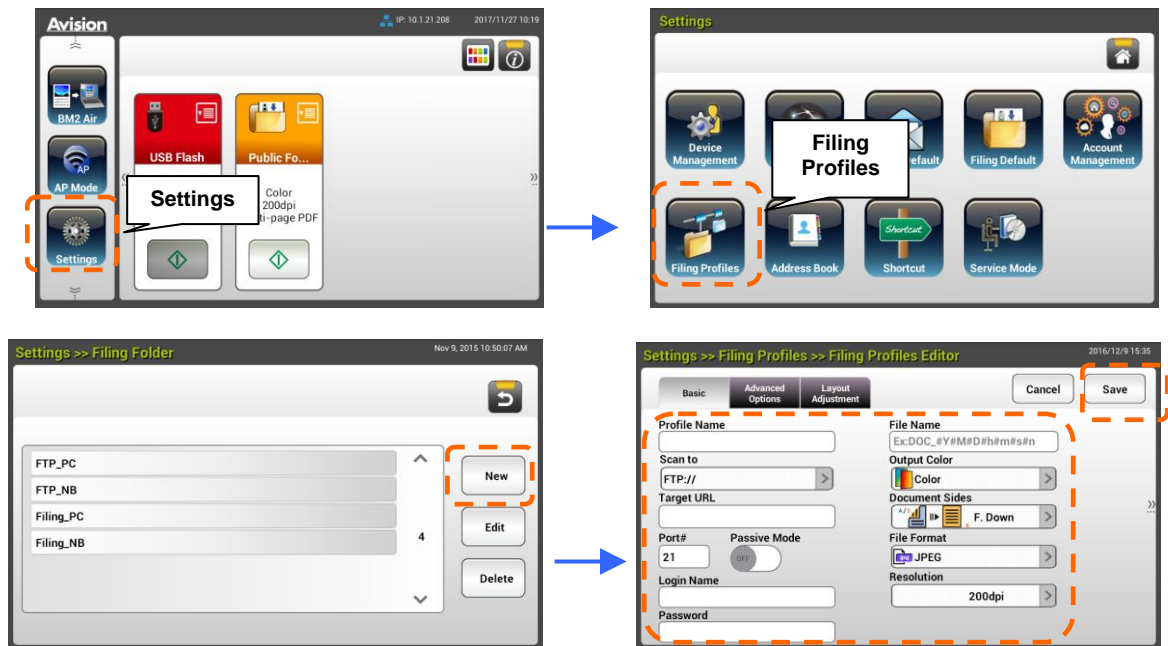 Avision
IP: 10.1.21.208
2017/11/27 10:19
BM2 Air
AP
AP Mode
Settings
USB Flash
Public Fo...
Color
200dpi
ti-page PDF
Settings
Settings
Device
Management
efault
Filing Default
Account
Management
Filing
Profiles
Filing Profiles
Address Book
Shortcut
Shortcut
Service Mode
Settings >> Filing Folder
Nov 9, 2015 10:50:07 AM
FTP_PC
FTP_NB
Filing_PC
Filing_NB
4
New
Edit
Delete
Settings >> Filing Profiles >> Filing Profiles Editor
2016/12/9 15:35
Basic
Advanced
Options
Layout
Adjustment
Cancel
Save
Profile Name
Scan to
FTP://
Target URL
Port#
Passive Mode
21
OFF
Login Name
Password
File Name
Ex:DOC_#Y#M#D#h#m#s#n
Output Color
Color
Document Sides
F. Down
File Format
JPEG
Resolution
200dpi